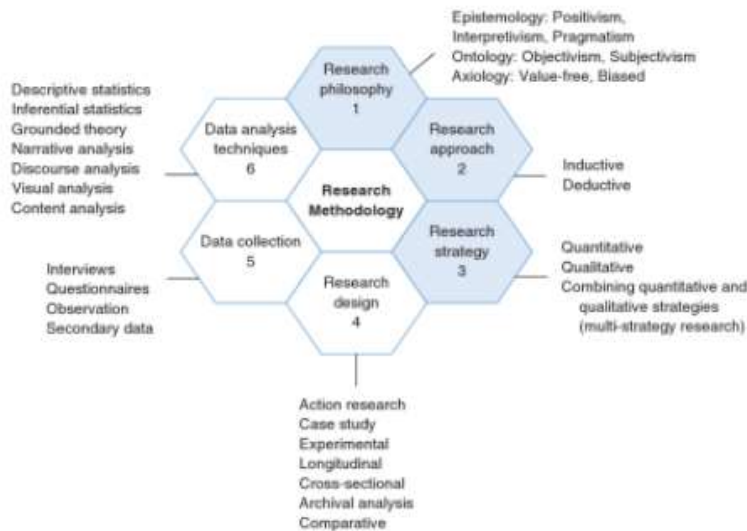 Epistemology: Positivism,
Interpretivism, Pragmatism
Ontology: Objectivism, Subjectivism
Axiology: Value-free, Biased
Research
philosophy
1
Research
approach
2
Inductive
Deductive
Research
strategy
3
Quantitative
Qualitative
Combining quantitative and
qualitative strategies
(multi-strategy research)
Research
design
4
Action research
Case study
Experimental
Longitudinal
Cross-sectional
Archival analysis
Comparative
Data collection
5
Interviews
Questionnaires
Observation
Secondary data
Data analysis
techniques
6
Descriptive statistics
Inferential statistics
Grounded theory
Narrative analysis
Discourse analysis
Visual analysis
Content analysis
Research
Methodology